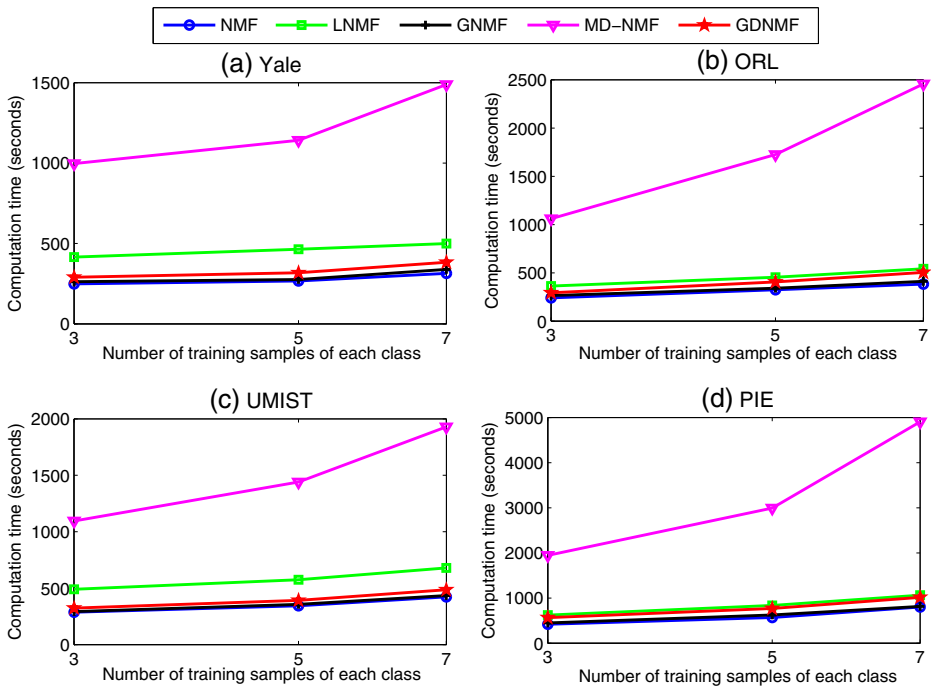 NMF LNMF GNMF MD-NMF GDNMF
(a) Yale
1500
1000
500
0
3 5 7
Computation time (seconds)
Number of training samples of each class
(b) ORL
2500
2000
1500
1000
500
0
3 5 7
Computation time (seconds)
Number of training samples of each class
(c) UMIST
2000
1500
1000
500
0
3 5 7
Computation time (seconds)
Number of training samples of each class
(d) PIE
5000
4000
3000
2000
1000
0
3 5 7
Computation time (seconds)
Number of training samples of each class